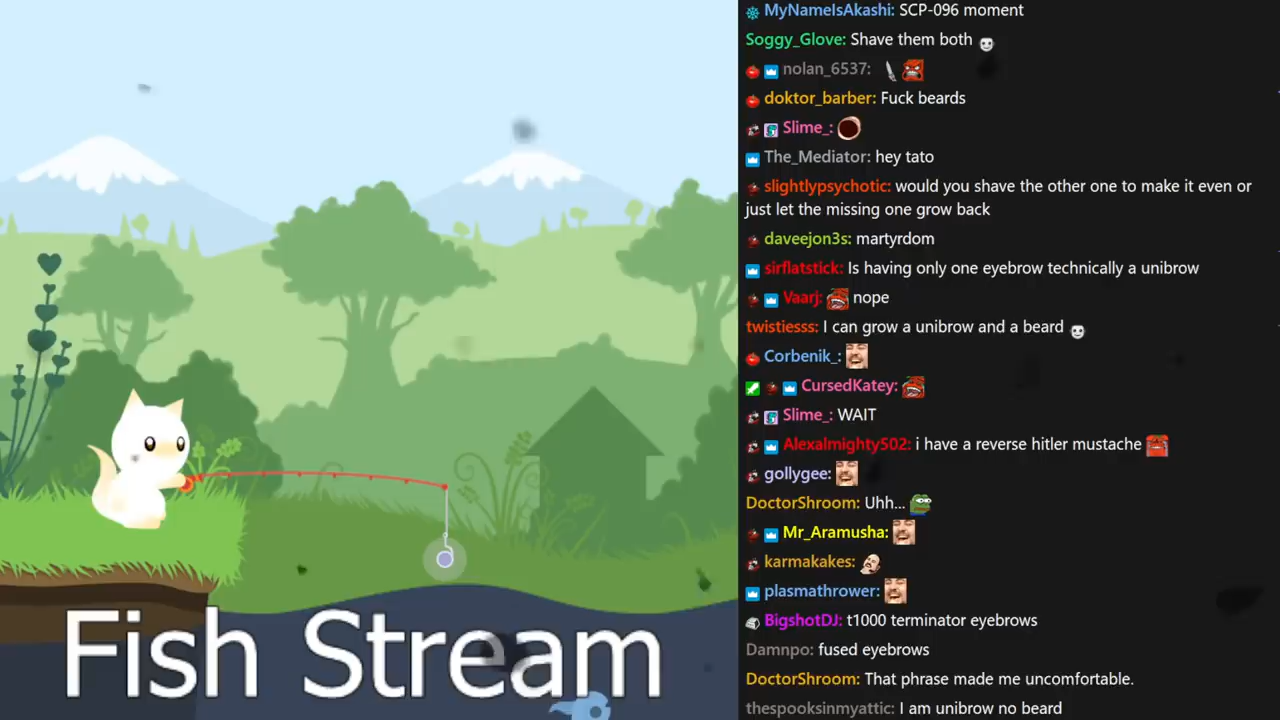 MyNameIsAkashi: SCP-096 moment
Soggy_Glove: Shave them both
nolan_6537:
doktor_barber: Fuck beards
Slime_:
The_Mediator: hey tato
slightlypsychotic: would you shave the other one to make it even or
just let the missing one grow back
daveejon3s: martyrdom
sirflatstick: Is having only one eyebrow technically a unibrow
Vaarj: nope
twistiesss: I can grow a unibrow and a beard
Corbenik_:
CursedKatey:
Slime_: WAIT
Alexalmighty502: i have a reverse hitler mustache
gollygee:
DoctorShroom: Uhh...
Mr_Aramusha:
karmakakes:
plasmathrower:
BigshotDJ: t1000 terminator eyebrows
Damnpo: fused eyebrows
DoctorShroom: That phrase made me uncomfortable.
thespooksinmyattic: I am unibrow no beard
Fish Stream